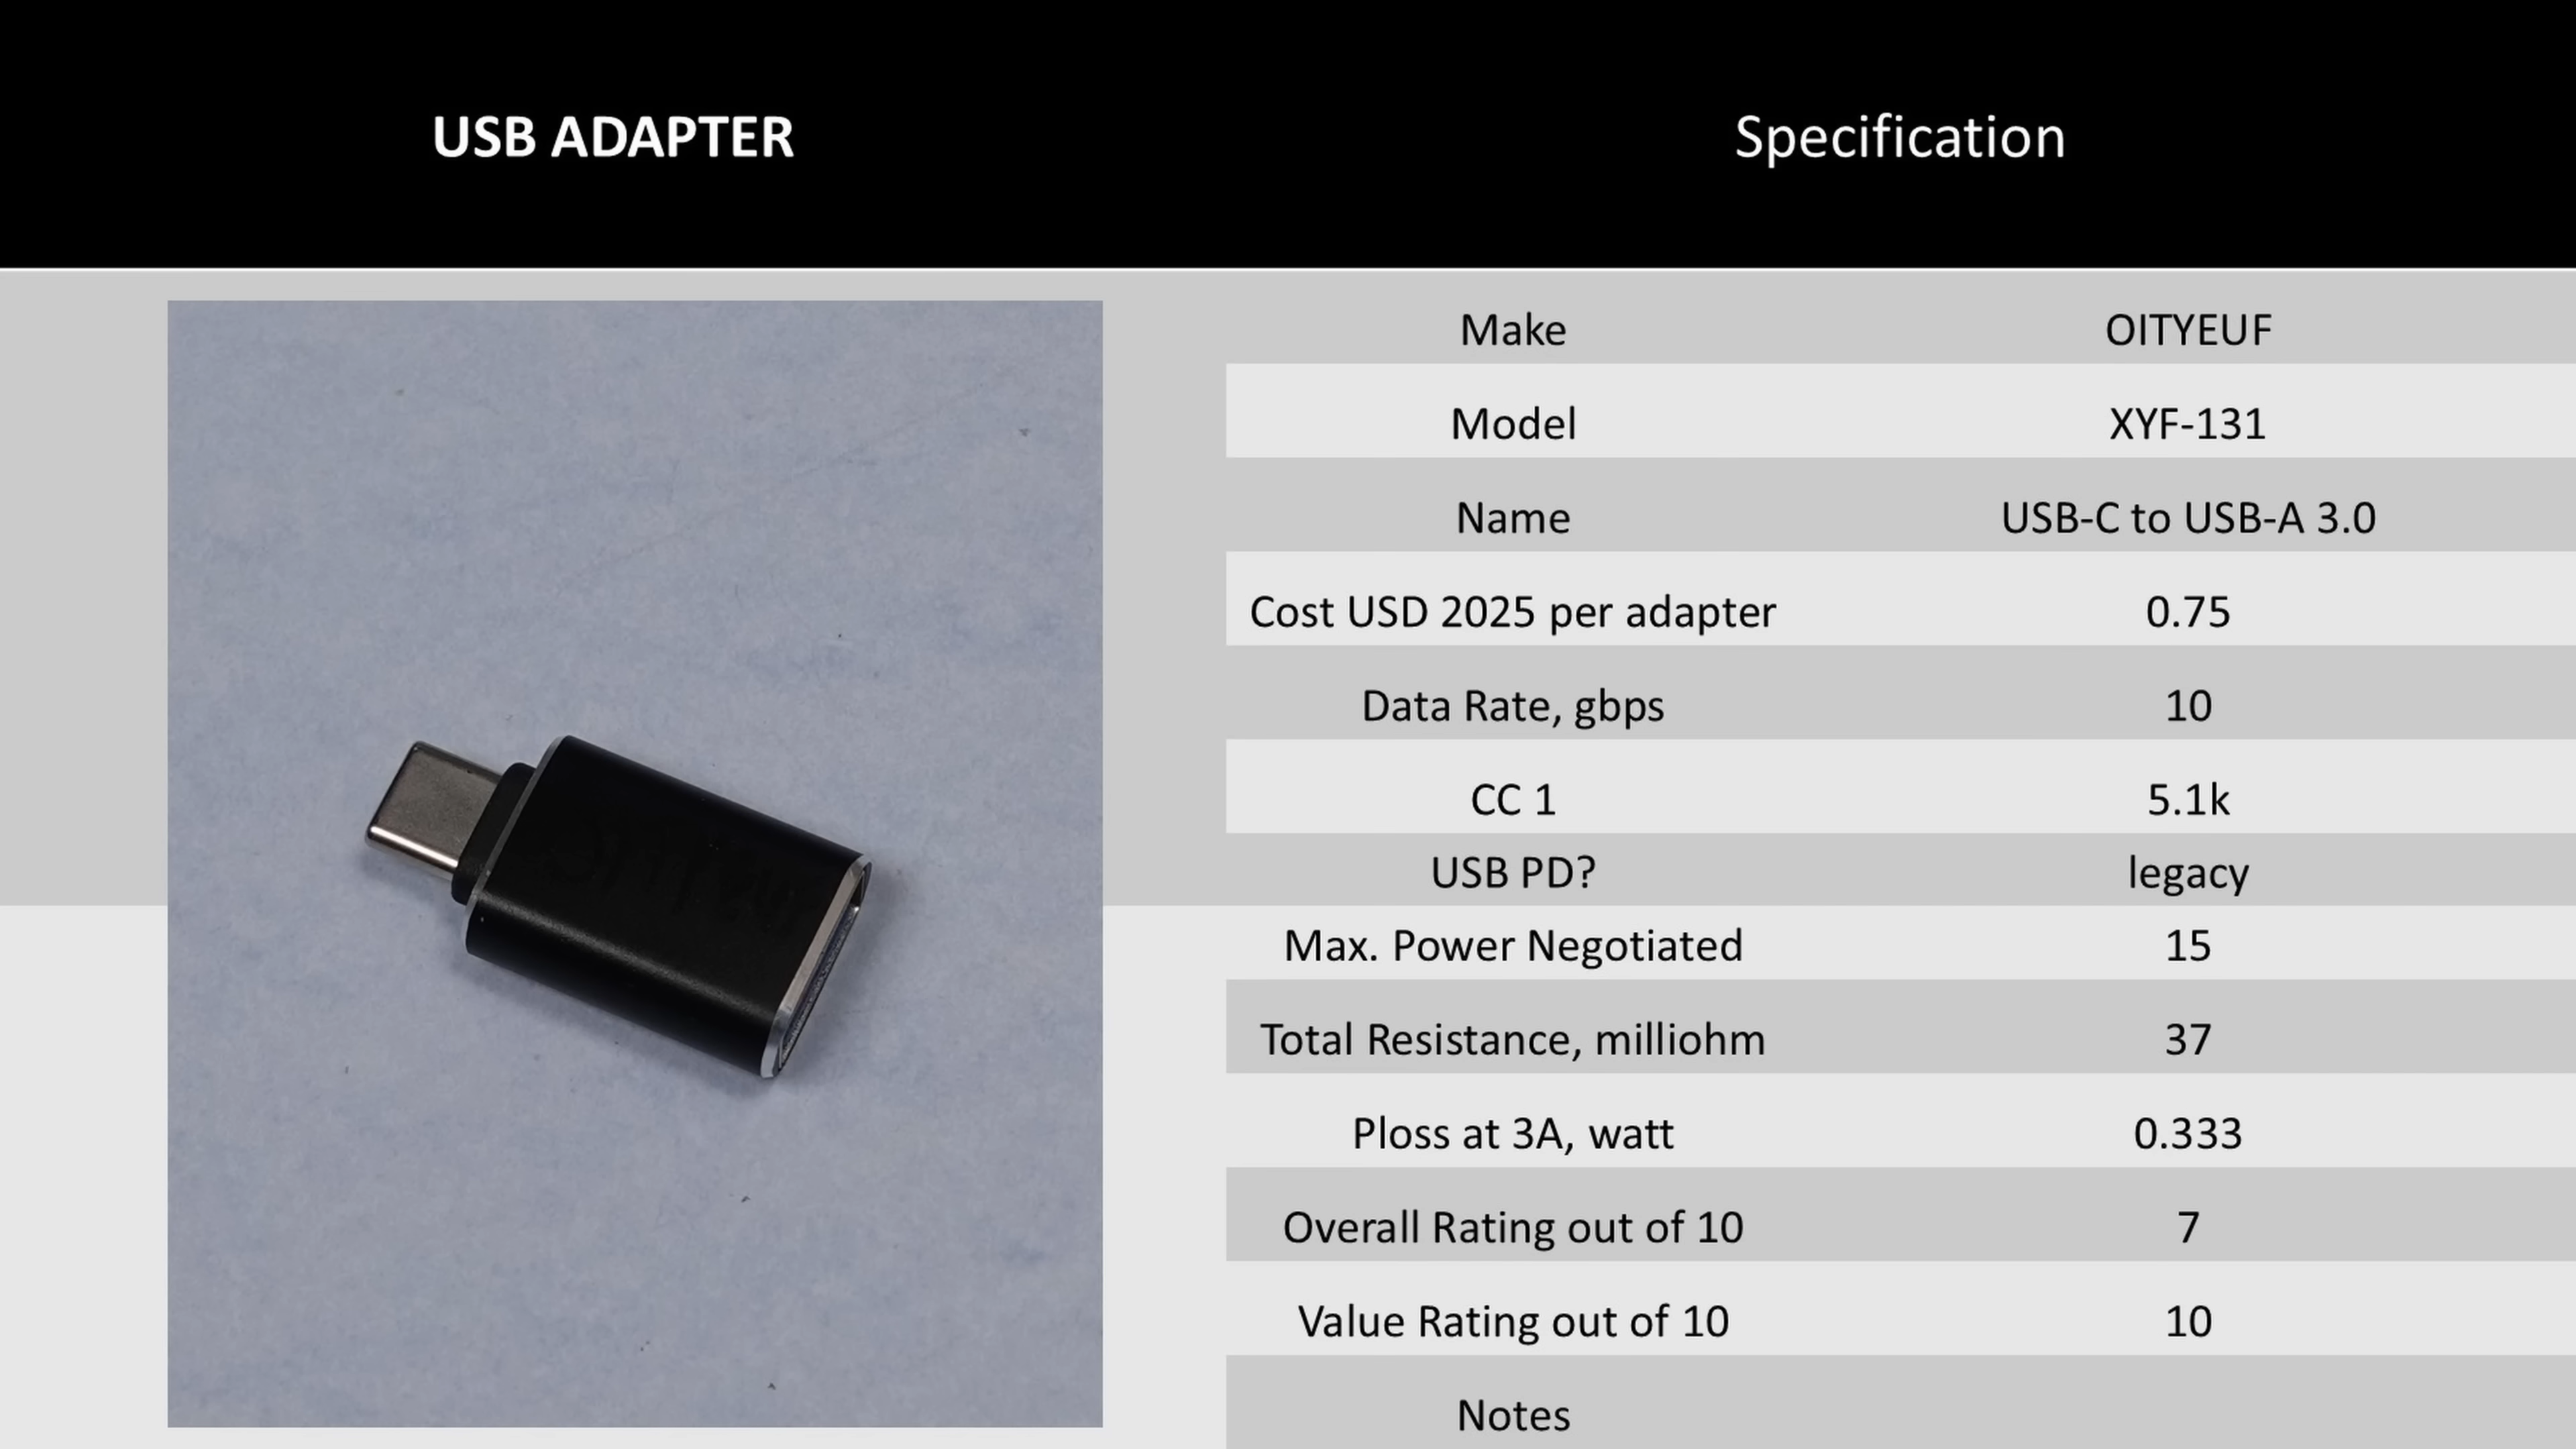 USB ADAPTER
Specification
Make OITYEUF
Model XYF-131
Name USB-C to USB-A 3.0
Cost USD 2025 per adapter 0.75
Data Rate, gbps 10
CC 1 5.1k
USB PD? legacy
Max. Power Negotiated 15
Total Resistance, milliohm 37
Ploss at 3A, watt 0.333
Overall Rating out of 10 7
Value Rating out of 10 10
Notes